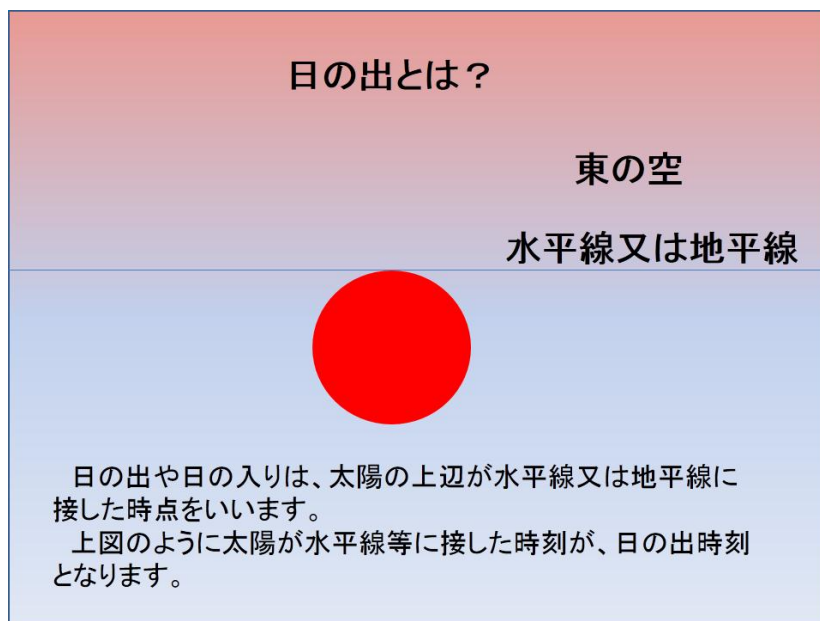 日の出とは？
東の空
水平線又は地平線
日の出や日の入りは、太陽の上辺が水平線又は地平線に
接した時点をいいます。
上図のように太陽が水平線等に接した時刻が、日の出時刻
となります。